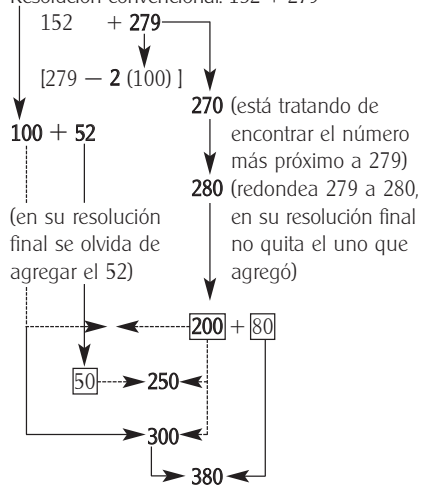 Resolución convencional: 152 + 279
152 + 279
[279 − 2 (100) ]
270 (está tratando de
encontrar el número
más próximo a 279)
100 + 52
280 (redondea 279 a 280,
en su resolución final
no quita el uno que
agregó)
(en su resolución
final se olvida de
agregar el 52)
200 + 80
50
250
300
380